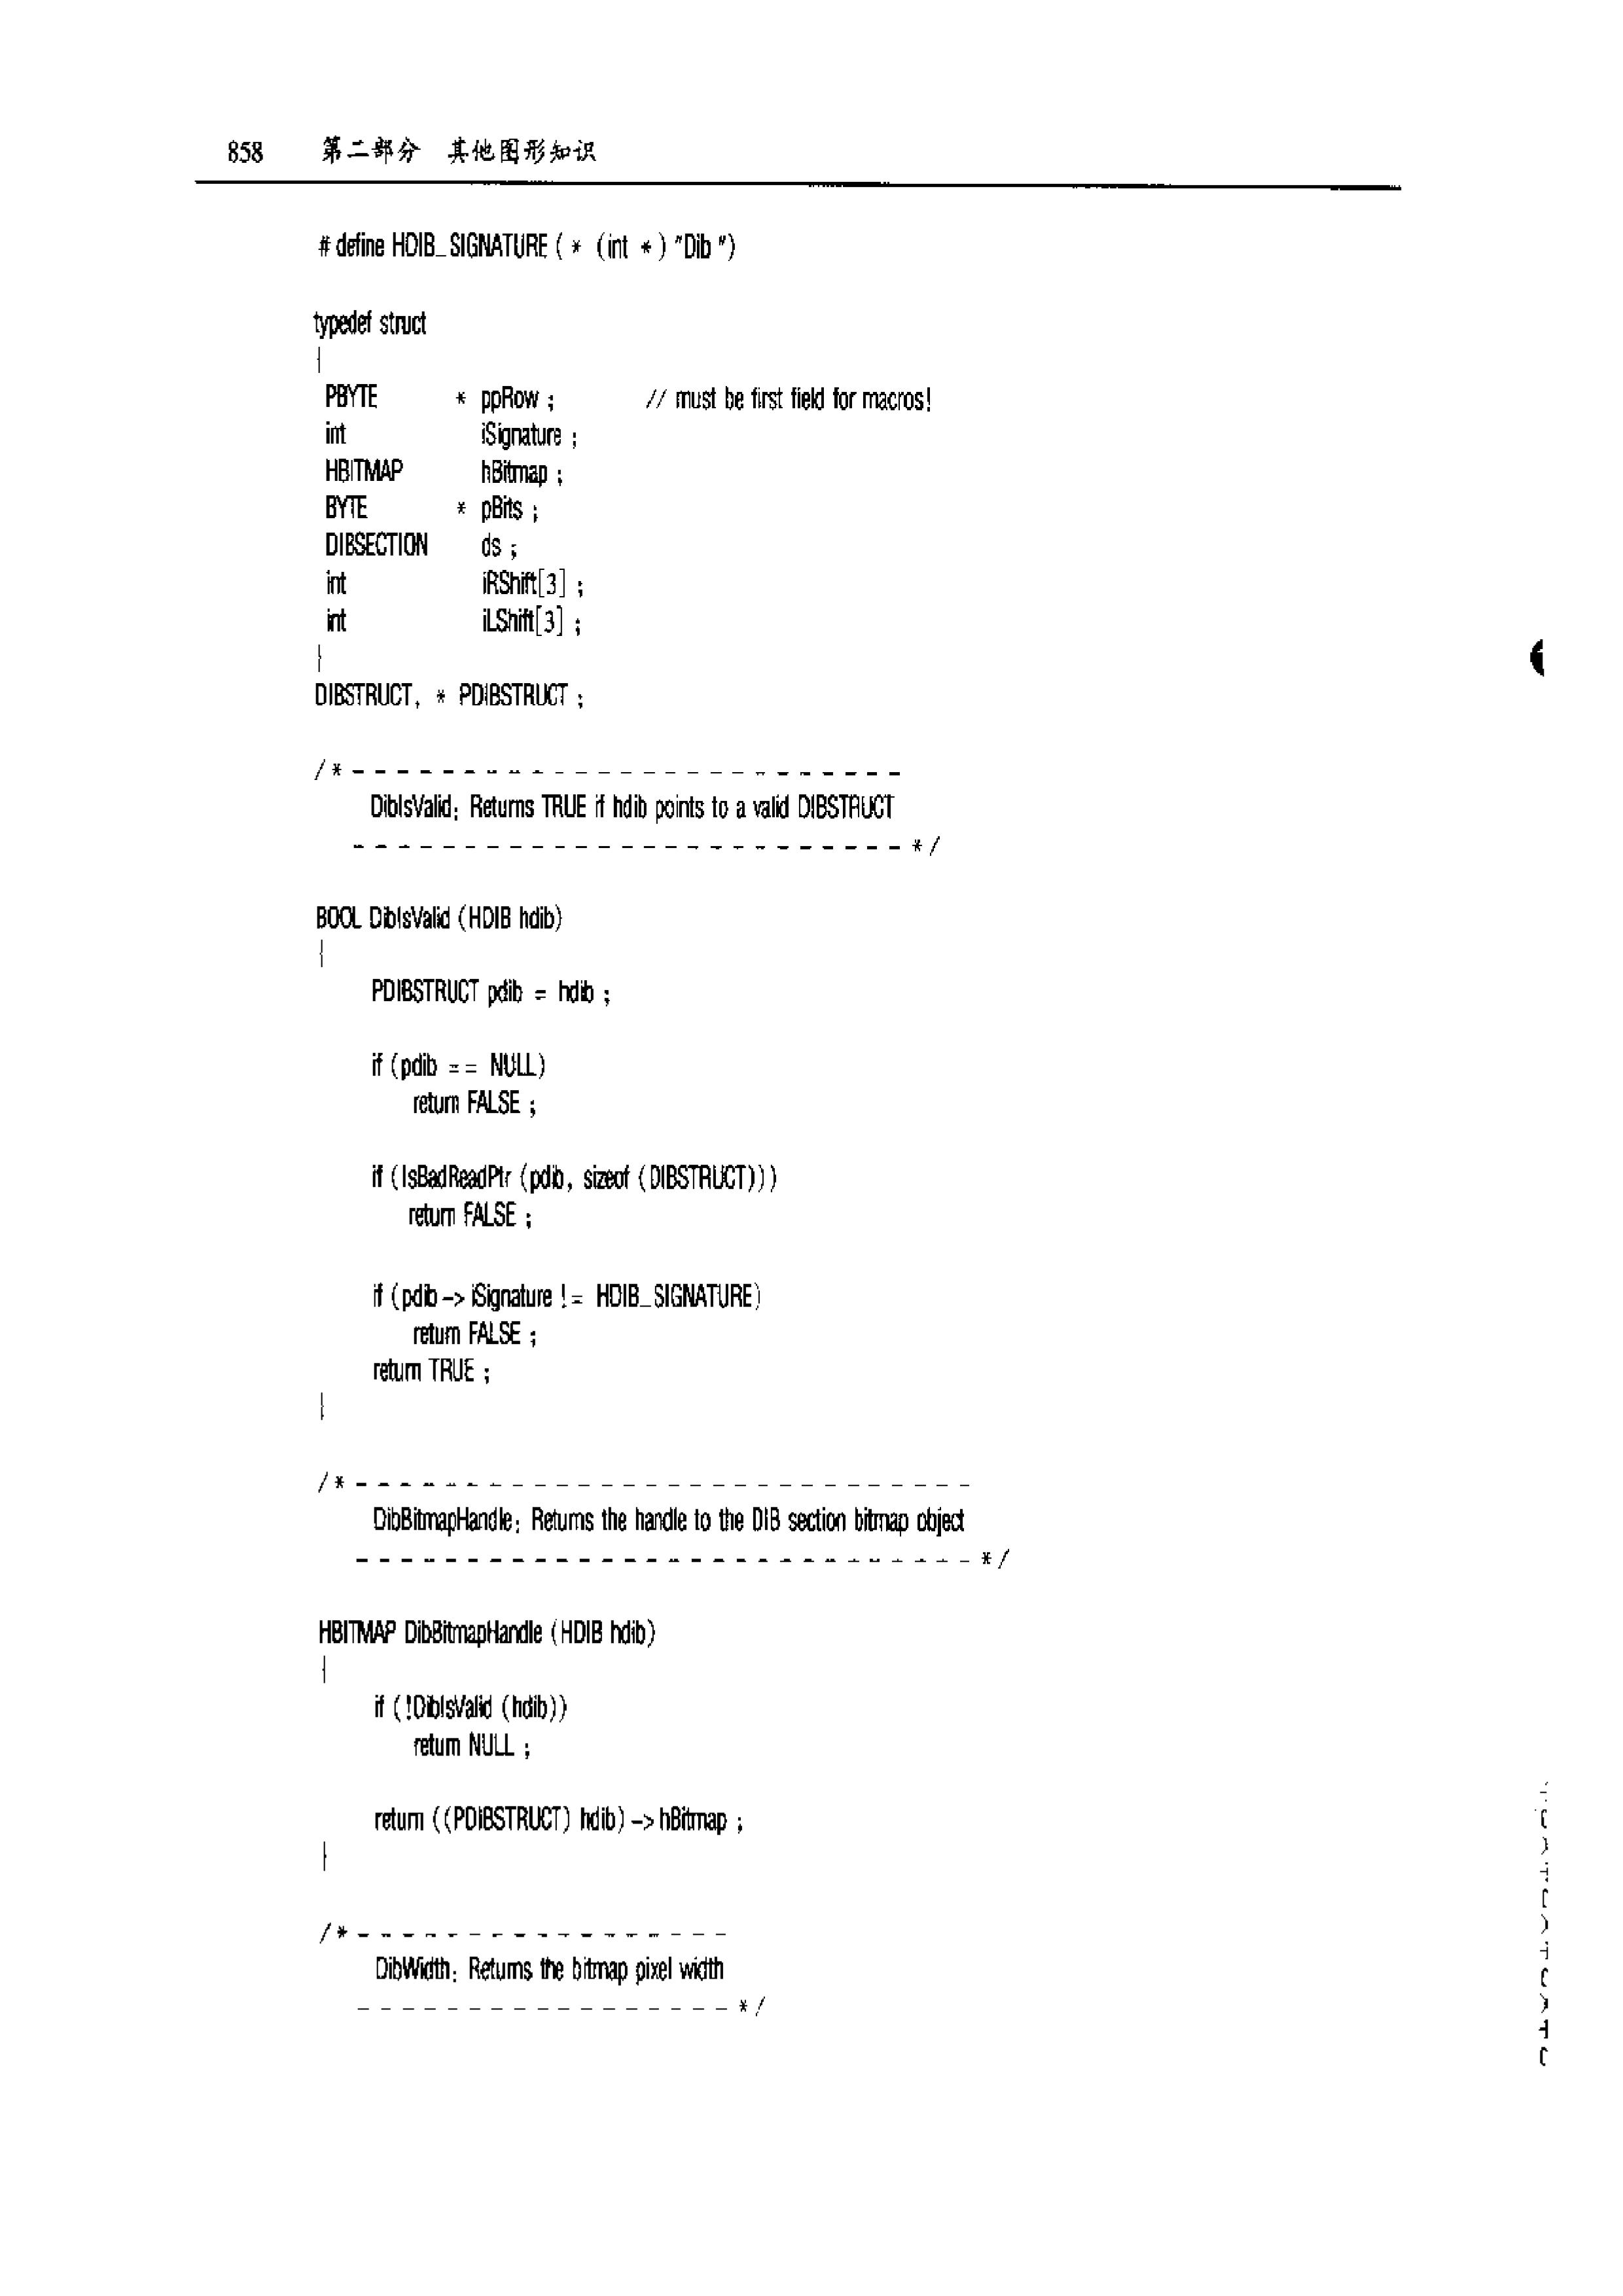 858 第二部分 其他图形知识
# define HDIB_SIGNATURE ( * (int *) "Dib ")
typedef struct
{
PBYTE * ppRow ; // must be first field for macros!
int iSignature ;
HBITMAP hBitmap ;
BYTE * pBits ;
DIBSECTION ds ;
int iRShift[3] ;
int iLShift[3] ;
}
DIBSTRUCT, * PDIBSTRUCT ;
/* - - - - - - - - - - - - - - - - - - - - - - - - -
DibIsValid: Returns TRUE if hdib points to a valid DIBSTRUCT
- - - - - - - - - - - - - - - - - - - - - - - - - */
BOOL DibIsValid (HDIB hdib)
{
PDIBSTRUCT pdib = hdib ;
if (pdib == NULL)
return FALSE ;
if (IsBadReadPtr (pdib, sizeof (DIBSTRUCT)))
return FALSE ;
if (pdib -> iSignature != HDIB_SIGNATURE)
return FALSE ;
return TRUE ;
}
/* - - - - - - - - - - - - - - - - - - - - - - - - - - - -
DibBitmapHandle: Returns the handle to the DIB section bitmap object
- - - - - - - - - - - - - - - - - - - - - - - - - - - - */
HBITMAP DibBitmapHandle (HDIB hdib)
{
if (!DibIsValid (hdib))
return NULL ;
return ((PDIBSTRUCT) hdib) -> hBitmap ;
}
/* - - - - - - - - - - - - - - - - -
DibWidth: Returns the bitmap pixel width
- - - - - - - - - - - - - - - - - */